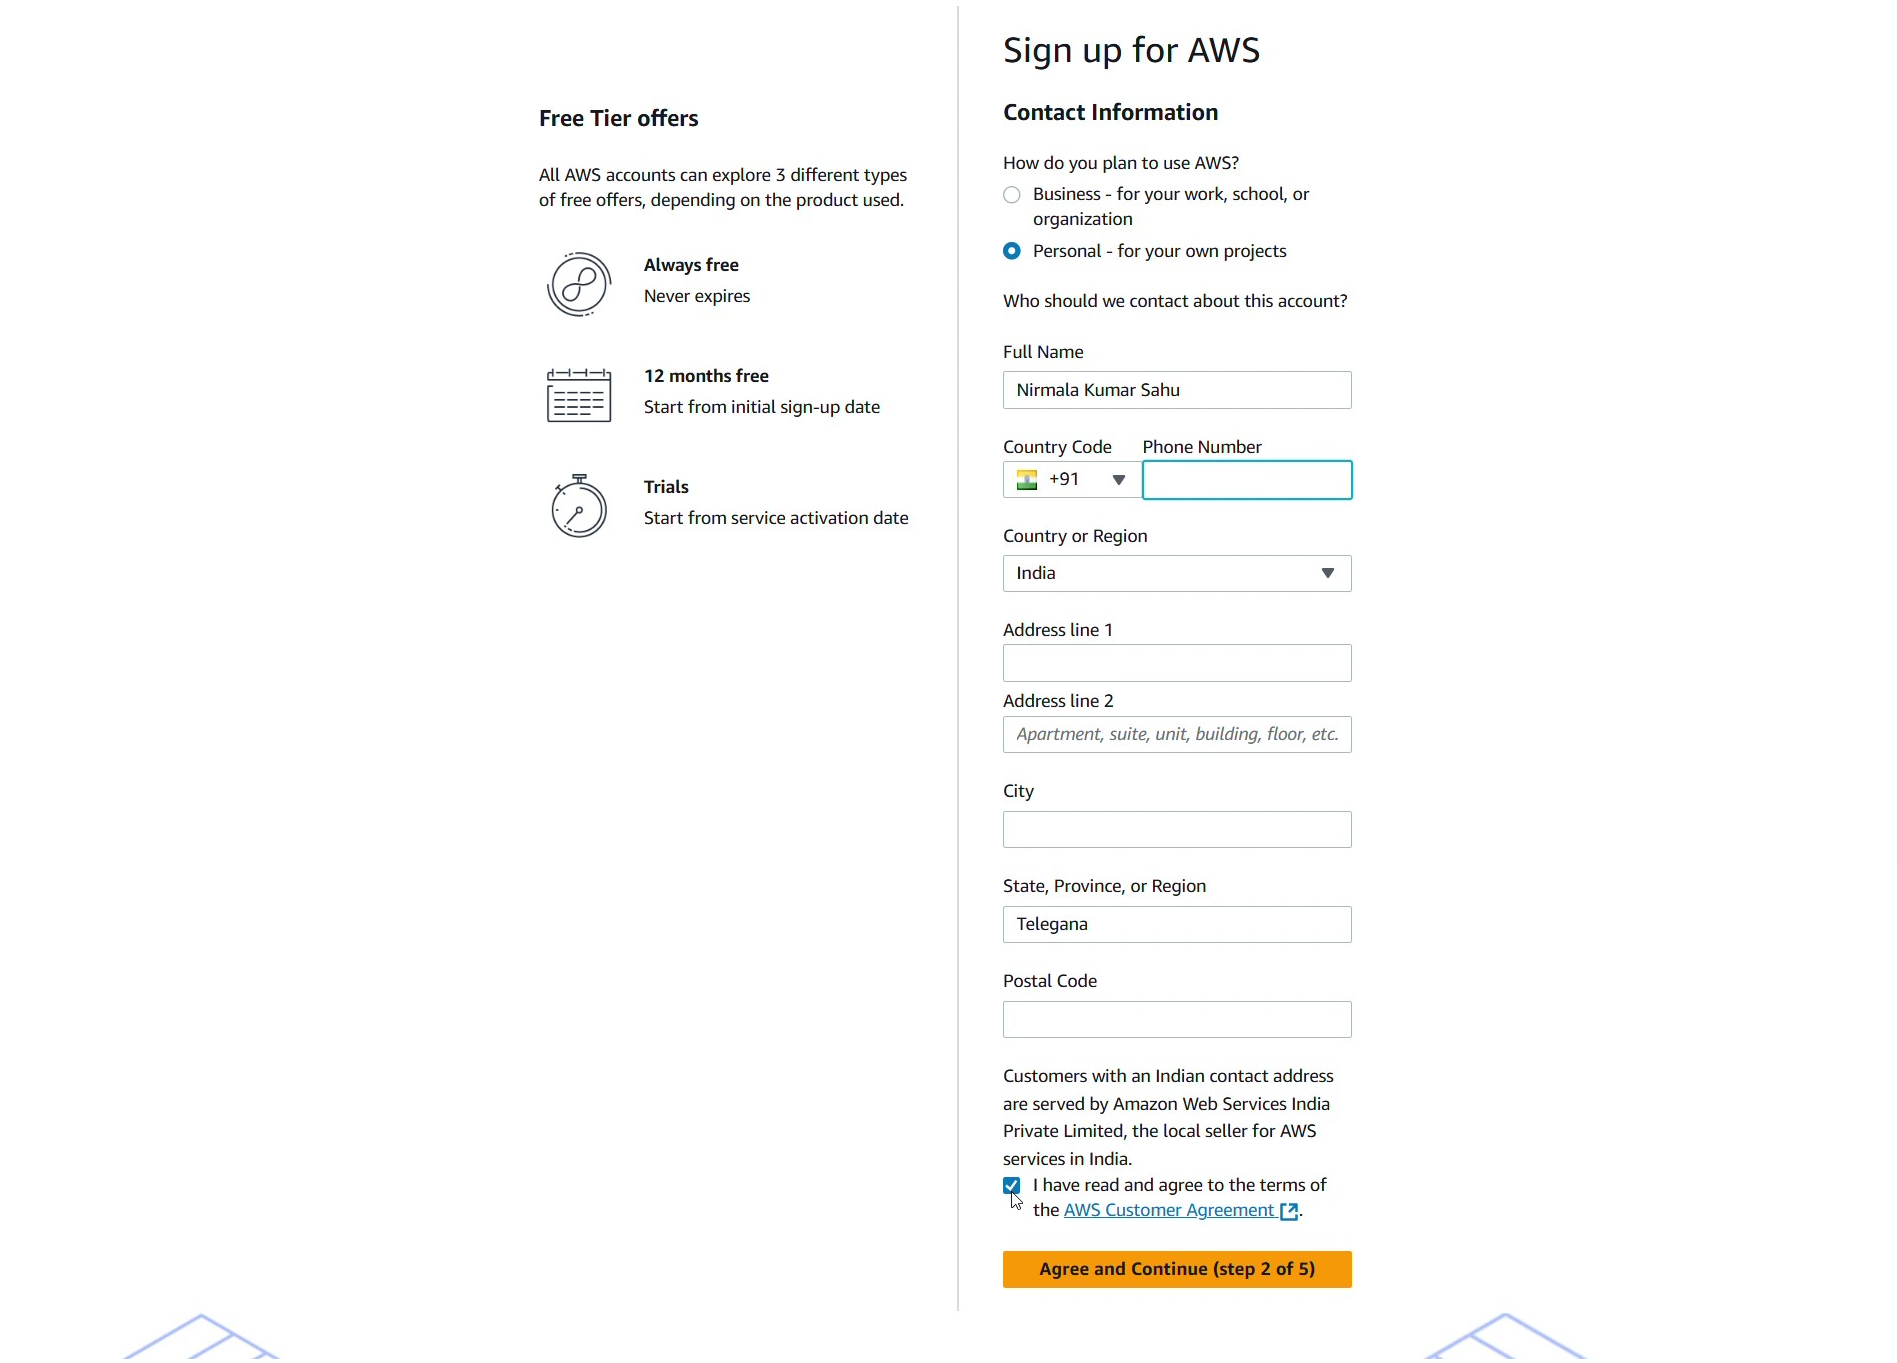 Free Tier offers
All AWS accounts can explore 3 different types
of free offers, depending on the product used.
Always free
Never expires
12 months free
Start from initial sign-up date
Trials
Start from service activation date
Sign up for AWS
Contact Information
How do you plan to use AWS?
Business - for your work, school, or
organization
Personal - for your own projects
Who should we contact about this account?
Full Name
Nirmala Kumar Sahu
Country Code Phone Number
+91
Country or Region
India
Address line 1
Address line 2
Apartment, suite, unit, building, floor, etc.
City
State, Province, or Region
Telegana
Postal Code
Customers with an Indian contact address
are served by Amazon Web Services India
Private Limited, the local seller for AWS
services in India.
I have read and agree to the terms of
the AWS Customer Agreement.
Agree and Continue (step 2 of 5)